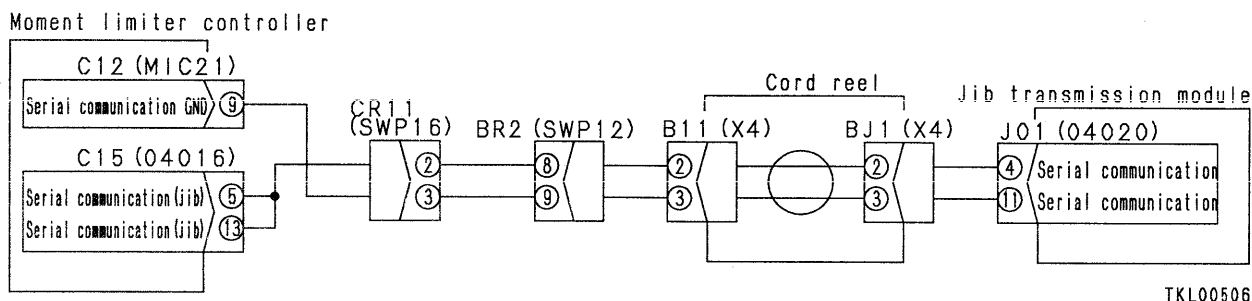 Moment limiter controller
C12 (MIC21)
Serial communication GND 9
C15 (04016)
Serial communication (jib) 5
Serial communication (jib) 13
CR11
(SWP16)
2
3
BR2 (SWP12)
8
9
Cord reel
B11 (X4)
2
3
BJ1 (X4)
2
3
Jib transmission module
J01 (04020)
4 Serial communication
11 Serial communication
TKL00506